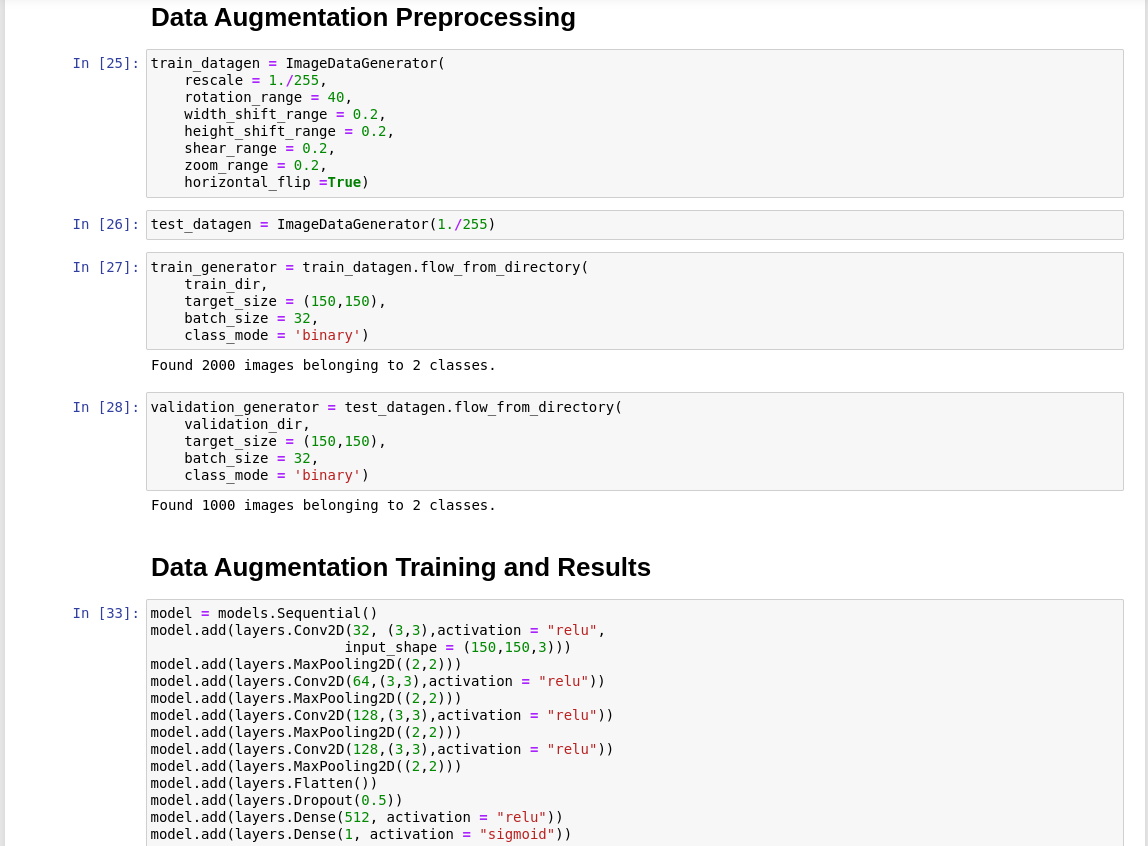 Data Augmentation Preprocessing
In [25]: train_datagen = ImageDataGenerator(
    rescale = 1./255,
    rotation_range = 40,
    width_shift_range = 0.2,
    height_shift_range = 0.2,
    shear_range = 0.2,
    zoom_range = 0.2,
    horizontal_flip =True)
In [26]: test_datagen = ImageDataGenerator(1./255)
In [27]: train_generator = train_datagen.flow_from_directory(
    train_dir,
    target_size = (150,150),
    batch_size = 32,
    class_mode = 'binary')
Found 2000 images belonging to 2 classes.
In [28]: validation_generator = test_datagen.flow_from_directory(
    validation_dir,
    target_size = (150,150),
    batch_size = 32,
    class_mode = 'binary')
Found 1000 images belonging to 2 classes.
Data Augmentation Training and Results
In [33]: model = models.Sequential()
model.add(layers.Conv2D(32, (3,3),activation = "relu",
                       input_shape = (150,150,3)))
model.add(layers.MaxPooling2D((2,2)))
model.add(layers.Conv2D(64,(3,3),activation = "relu"))
model.add(layers.MaxPooling2D((2,2)))
model.add(layers.Conv2D(128,(3,3),activation = "relu"))
model.add(layers.MaxPooling2D((2,2)))
model.add(layers.Conv2D(128,(3,3),activation = "relu"))
model.add(layers.MaxPooling2D((2,2)))
model.add(layers.Flatten())
model.add(layers.Dropout(0.5))
model.add(layers.Dense(512, activation = "relu"))
model.add(layers.Dense(1, activation = "sigmoid"))